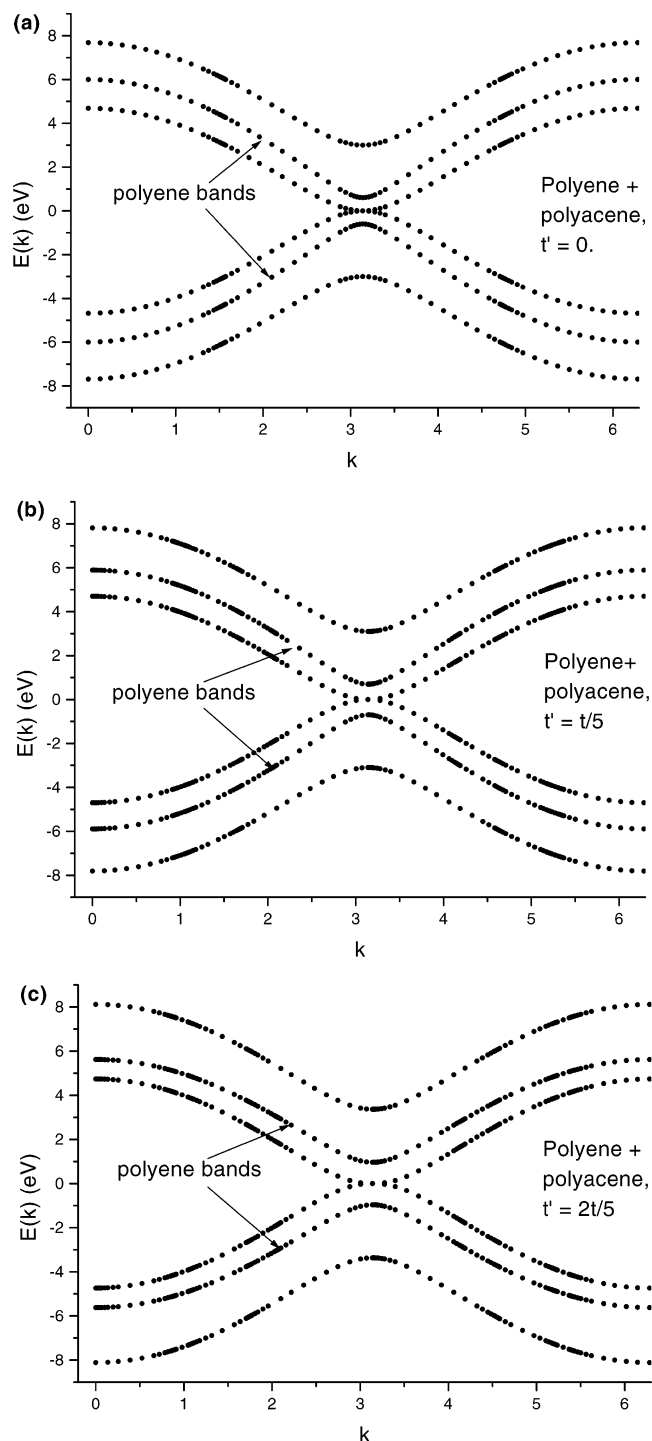 (a)
8
6
4
2
0
-2
-4
-6
-8
E(k) (eV)
polyene bands
Polyene +
polyacene,
t' = 0.
0 1 2 3 4 5 6
k
(b)
8
6
4
2
0
-2
-4
-6
-8
E(k) (eV)
polyene bands
Polyene+
polyacene,
t' = t/5
0 1 2 3 4 5 6
k
(c)
8
6
4
2
0
-2
-4
-6
-8
E(k) (eV)
polyene bands
Polyene +
polyacene,
t' = 2t/5
0 1 2 3 4 5 6
k